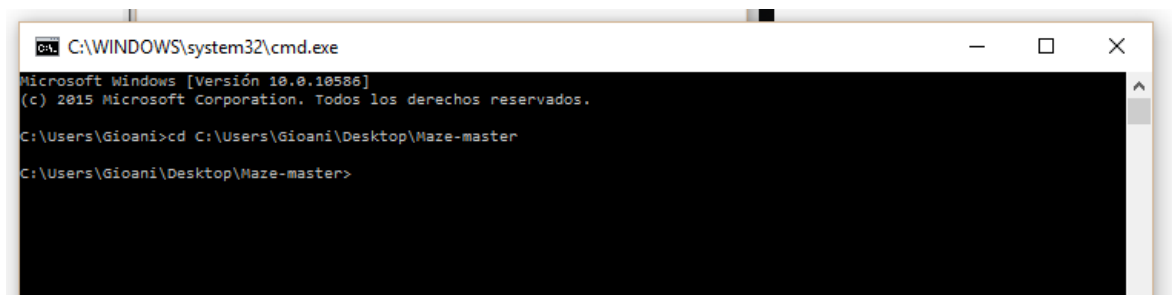 C:\WINDOWS\system32\cmd.exe
Microsoft Windows [Versión 10.0.10586]
(c) 2015 Microsoft Corporation. Todos los derechos reservados.
C:\Users\Gioani>cd C:\Users\Gioani\Desktop\Maze-master
C:\Users\Gioani\Desktop\Maze-master>